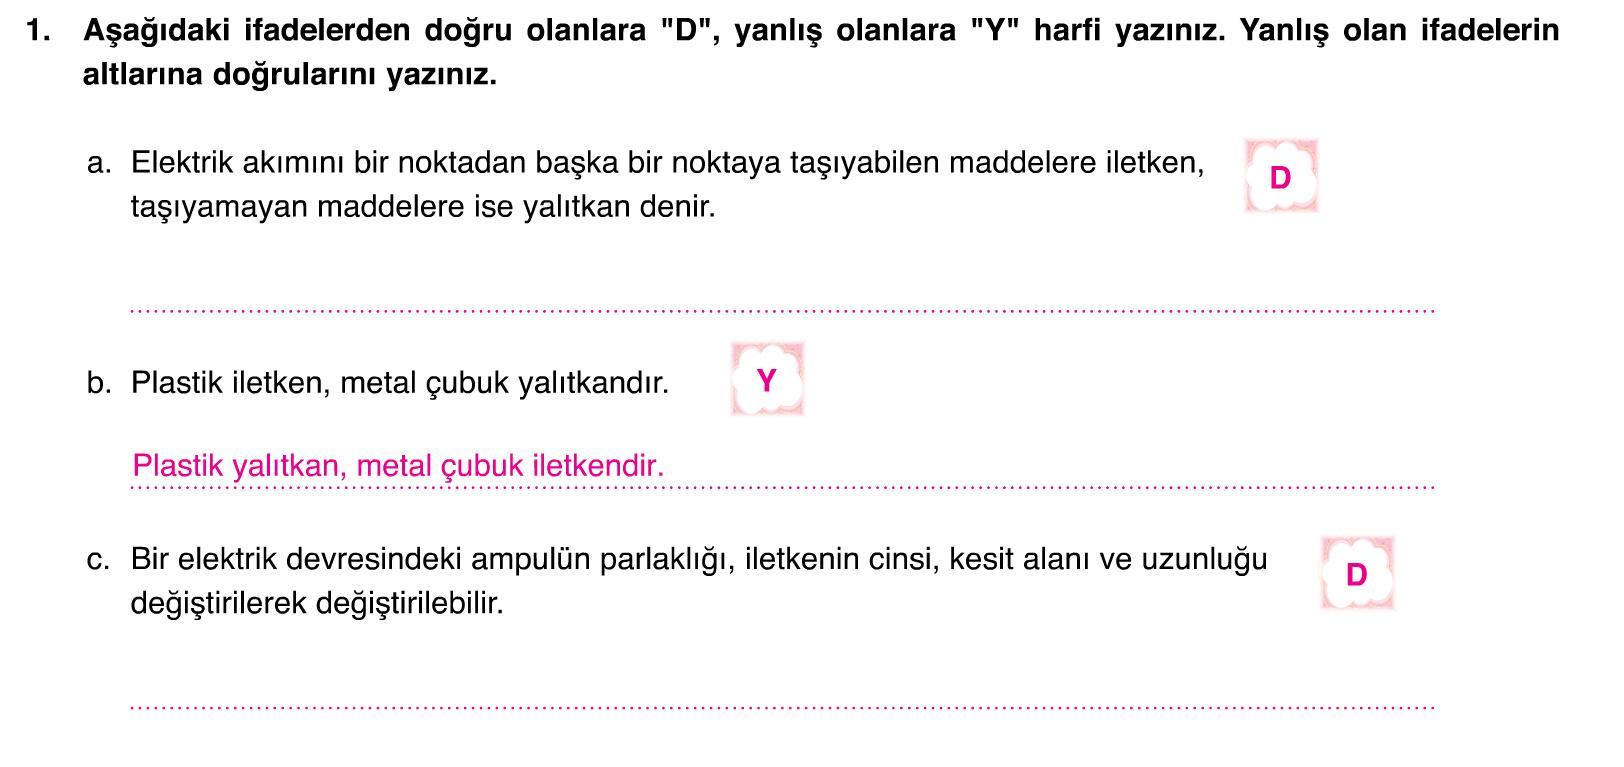 1. Aşağıdaki ifadelerden doğru olanlara "D", yanlış olanlara "Y" harfi yazınız. Yanlış olan ifadelerin
altlarına doğrularını yazınız.
a. Elektrik akımını bir noktadan başka bir noktaya taşıyabilen maddelere iletken,
taşıyamayan maddelere ise yalıtkan denir.
D
b. Plastik iletken, metal çubuk yalıtkandır.
Y
Plastik yalıtkan, metal çubuk iletkendir.
c. Bir elektrik devresindeki ampulün parlaklığı, iletkenin cinsi, kesit alanı ve uzunluğu
değiştirilerek değiştirilebilir.
D